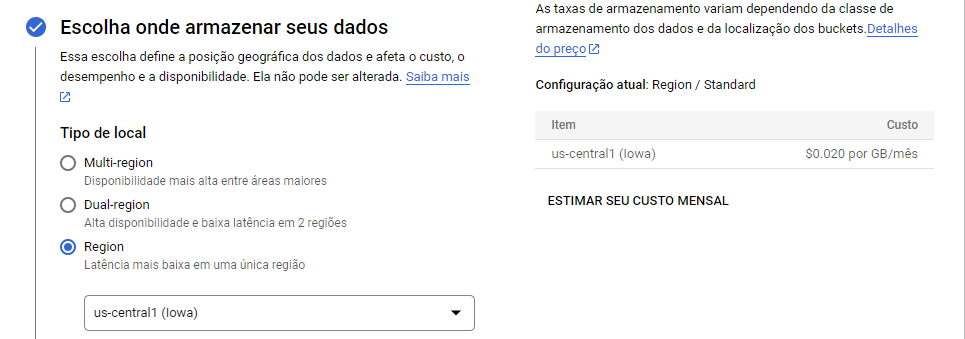 Escolha onde armazenar seus dados
Essa escolha define a posição geográfica dos dados e afeta o custo, o
desempenho e a disponibilidade. Ela não pode ser alterada. Saiba mais
Tipo de local
Multi-region
Disponibilidade mais alta entre áreas maiores
Dual-region
Alta disponibilidade e baixa latência em 2 regiões
Region
Latência mais baixa em uma única região
us-central1 (Iowa)
As taxas de armazenamento variam dependendo da classe de
armazenamento dos dados e da localização dos buckets.Detalhes
do preço
Configuração atual: Region / Standard
Item Custo
us-central1 (Iowa) $0.020 por GB/mês
ESTIMAR SEU CUSTO MENSAL